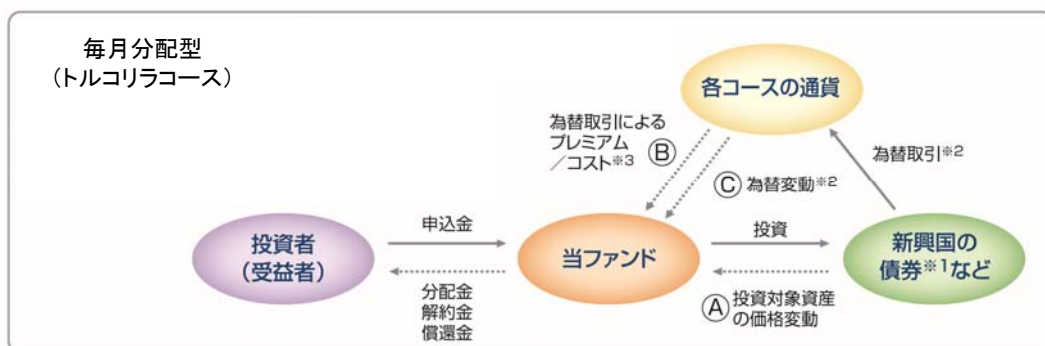 毎月分配型
（トルコリラコース）
各コースの通貨
為替取引による
プレミアム
／コスト※3
Ⓑ
Ⓒ 為替変動※2
為替取引※2
投資者
（受益者）
申込金
分配金
解約金
償還金
当ファンド
投資
Ⓐ 投資対象資産
の価格変動
新興国の
債券※1など